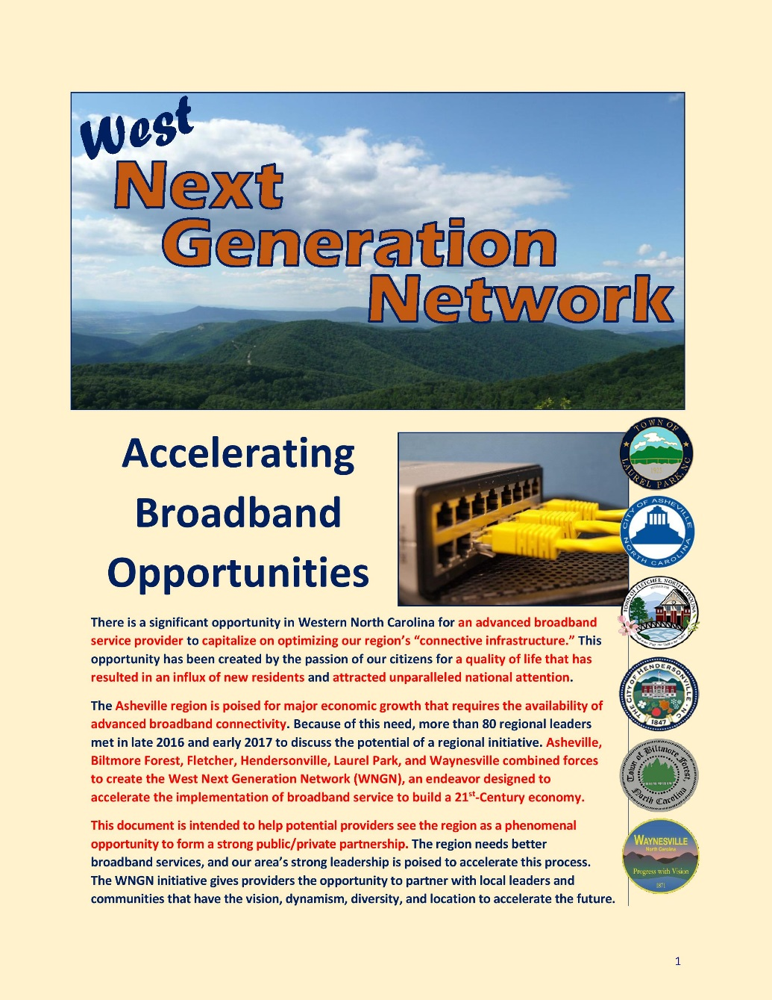 West
Next
Generation
Network
Accelerating
Broadband
Opportunities
TOWN OF
LAUREL PARK, NC
CITY OF ASHEVILLE
NORTH CAROLINA
TOWN OF FLETCHER, NORTH CAROLINA
THE CITY OF HENDERSONVILLE NC
1847
Town of Biltmore Forest
North Carolina
WAYNESVILLE
North Carolina
Progress with Vision
1871
There is a significant opportunity in Western North Carolina for an advanced broadband
service provider to capitalize on optimizing our region's “connective infrastructure.” This
opportunity has been created by the passion of our citizens for a quality of life that has
resulted in an influx of new residents and attracted unparalleled national attention.
The Asheville region is poised for major economic growth that requires the availability of
advanced broadband connectivity. Because of this need, more than 80 regional leaders
met in late 2016 and early 2017 to discuss the potential of a regional initiative. Asheville,
Biltmore Forest, Fletcher, Hendersonville, Laurel Park, and Waynesville combined forces
to create the West Next Generation Network (WNGN), an endeavor designed to
accelerate the implementation of broadband service to build a 21st-Century economy.
This document is intended to help potential providers see the region as a phenomenal
opportunity to form a strong public/private partnership. The region needs better
broadband services, and our area's strong leadership is poised to accelerate this process.
The WNGN initiative gives providers the opportunity to partner with local leaders and
communities that have the vision, dynamism, diversity, and location to accelerate the future.
1